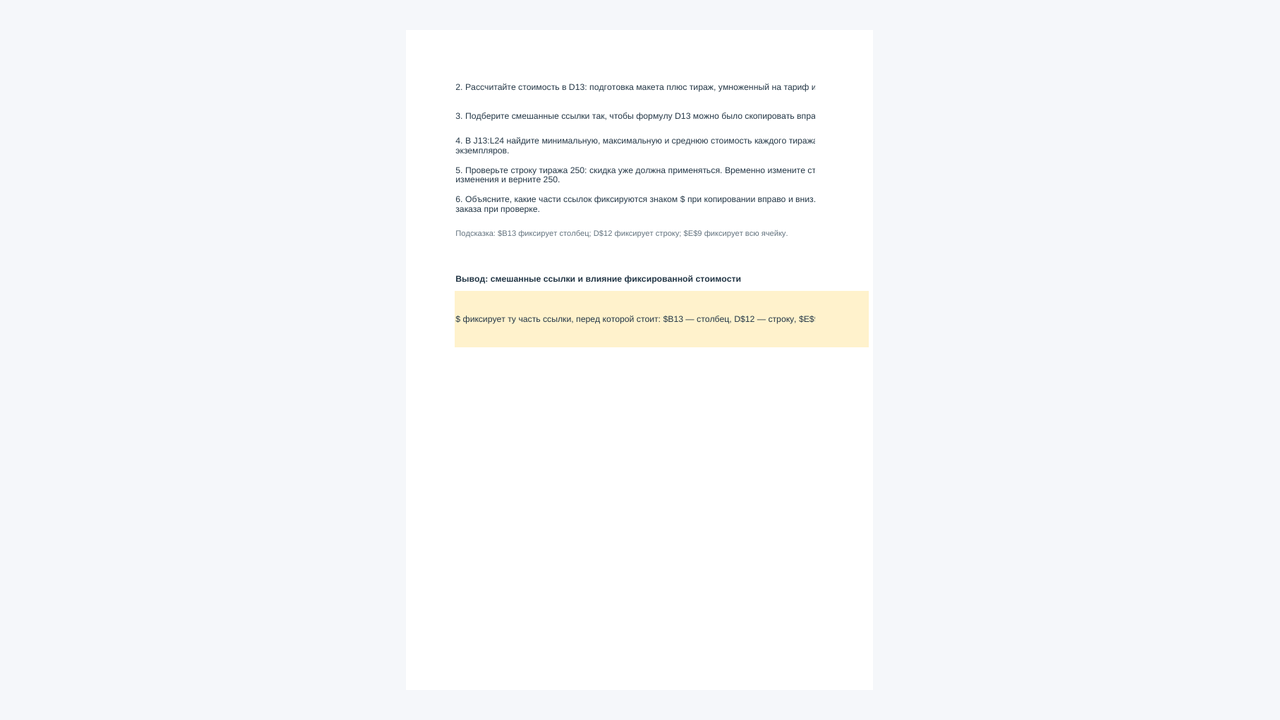 2. Рассчитайте стоимость в D13: подготовка макета плюс тираж, умноженный на тариф и
3. Подберите смешанные ссылки так, чтобы формулу D13 можно было скопировать впра
4. В J13:L24 найдите минимальную, максимальную и среднюю стоимость каждого тиража
экземпляров.
5. Проверьте строку тиража 250: скидка уже должна применяться. Временно измените ст
изменения и верните 250.
6. Объясните, какие части ссылок фиксируются знаком $ при копировании вправо и вниз.
заказа при проверке.
Подсказка: $B13 фиксирует столбец; D$12 фиксирует строку; $E$9 фиксирует всю ячейку.
Вывод: смешанные ссылки и влияние фиксированной стоимости
$ фиксирует ту часть ссылки, перед которой стоит: $B13 — столбец, D$12 — строку, $E$